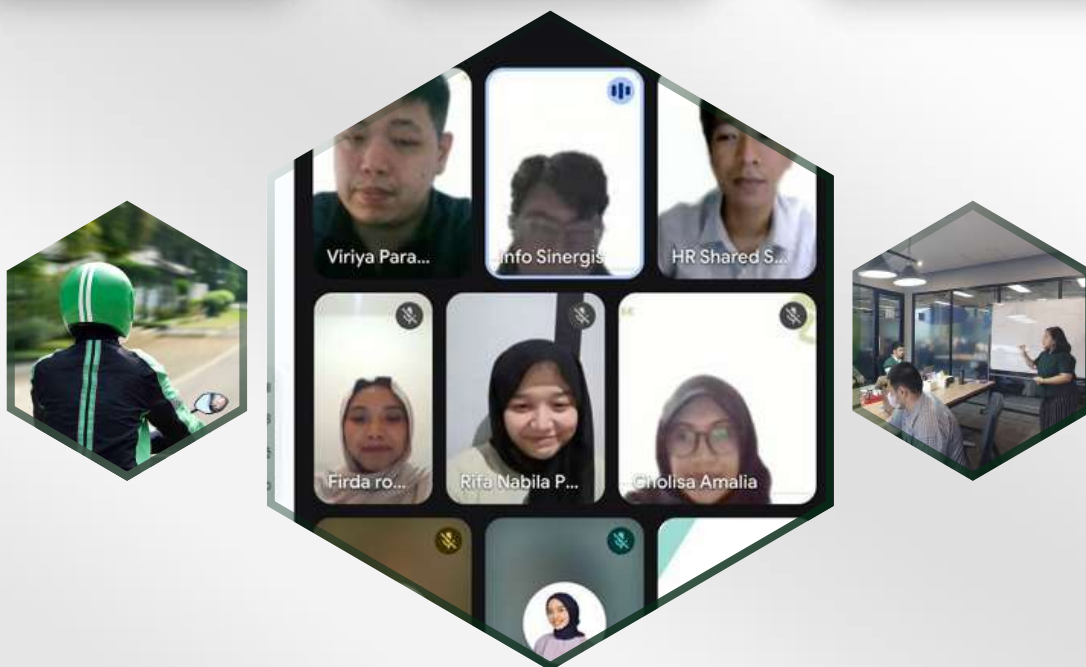 Viriya Para...
Info Sinergis
HR Shared S...
Firda ro...
Rifa Nabila P...
Cholisa Amalia